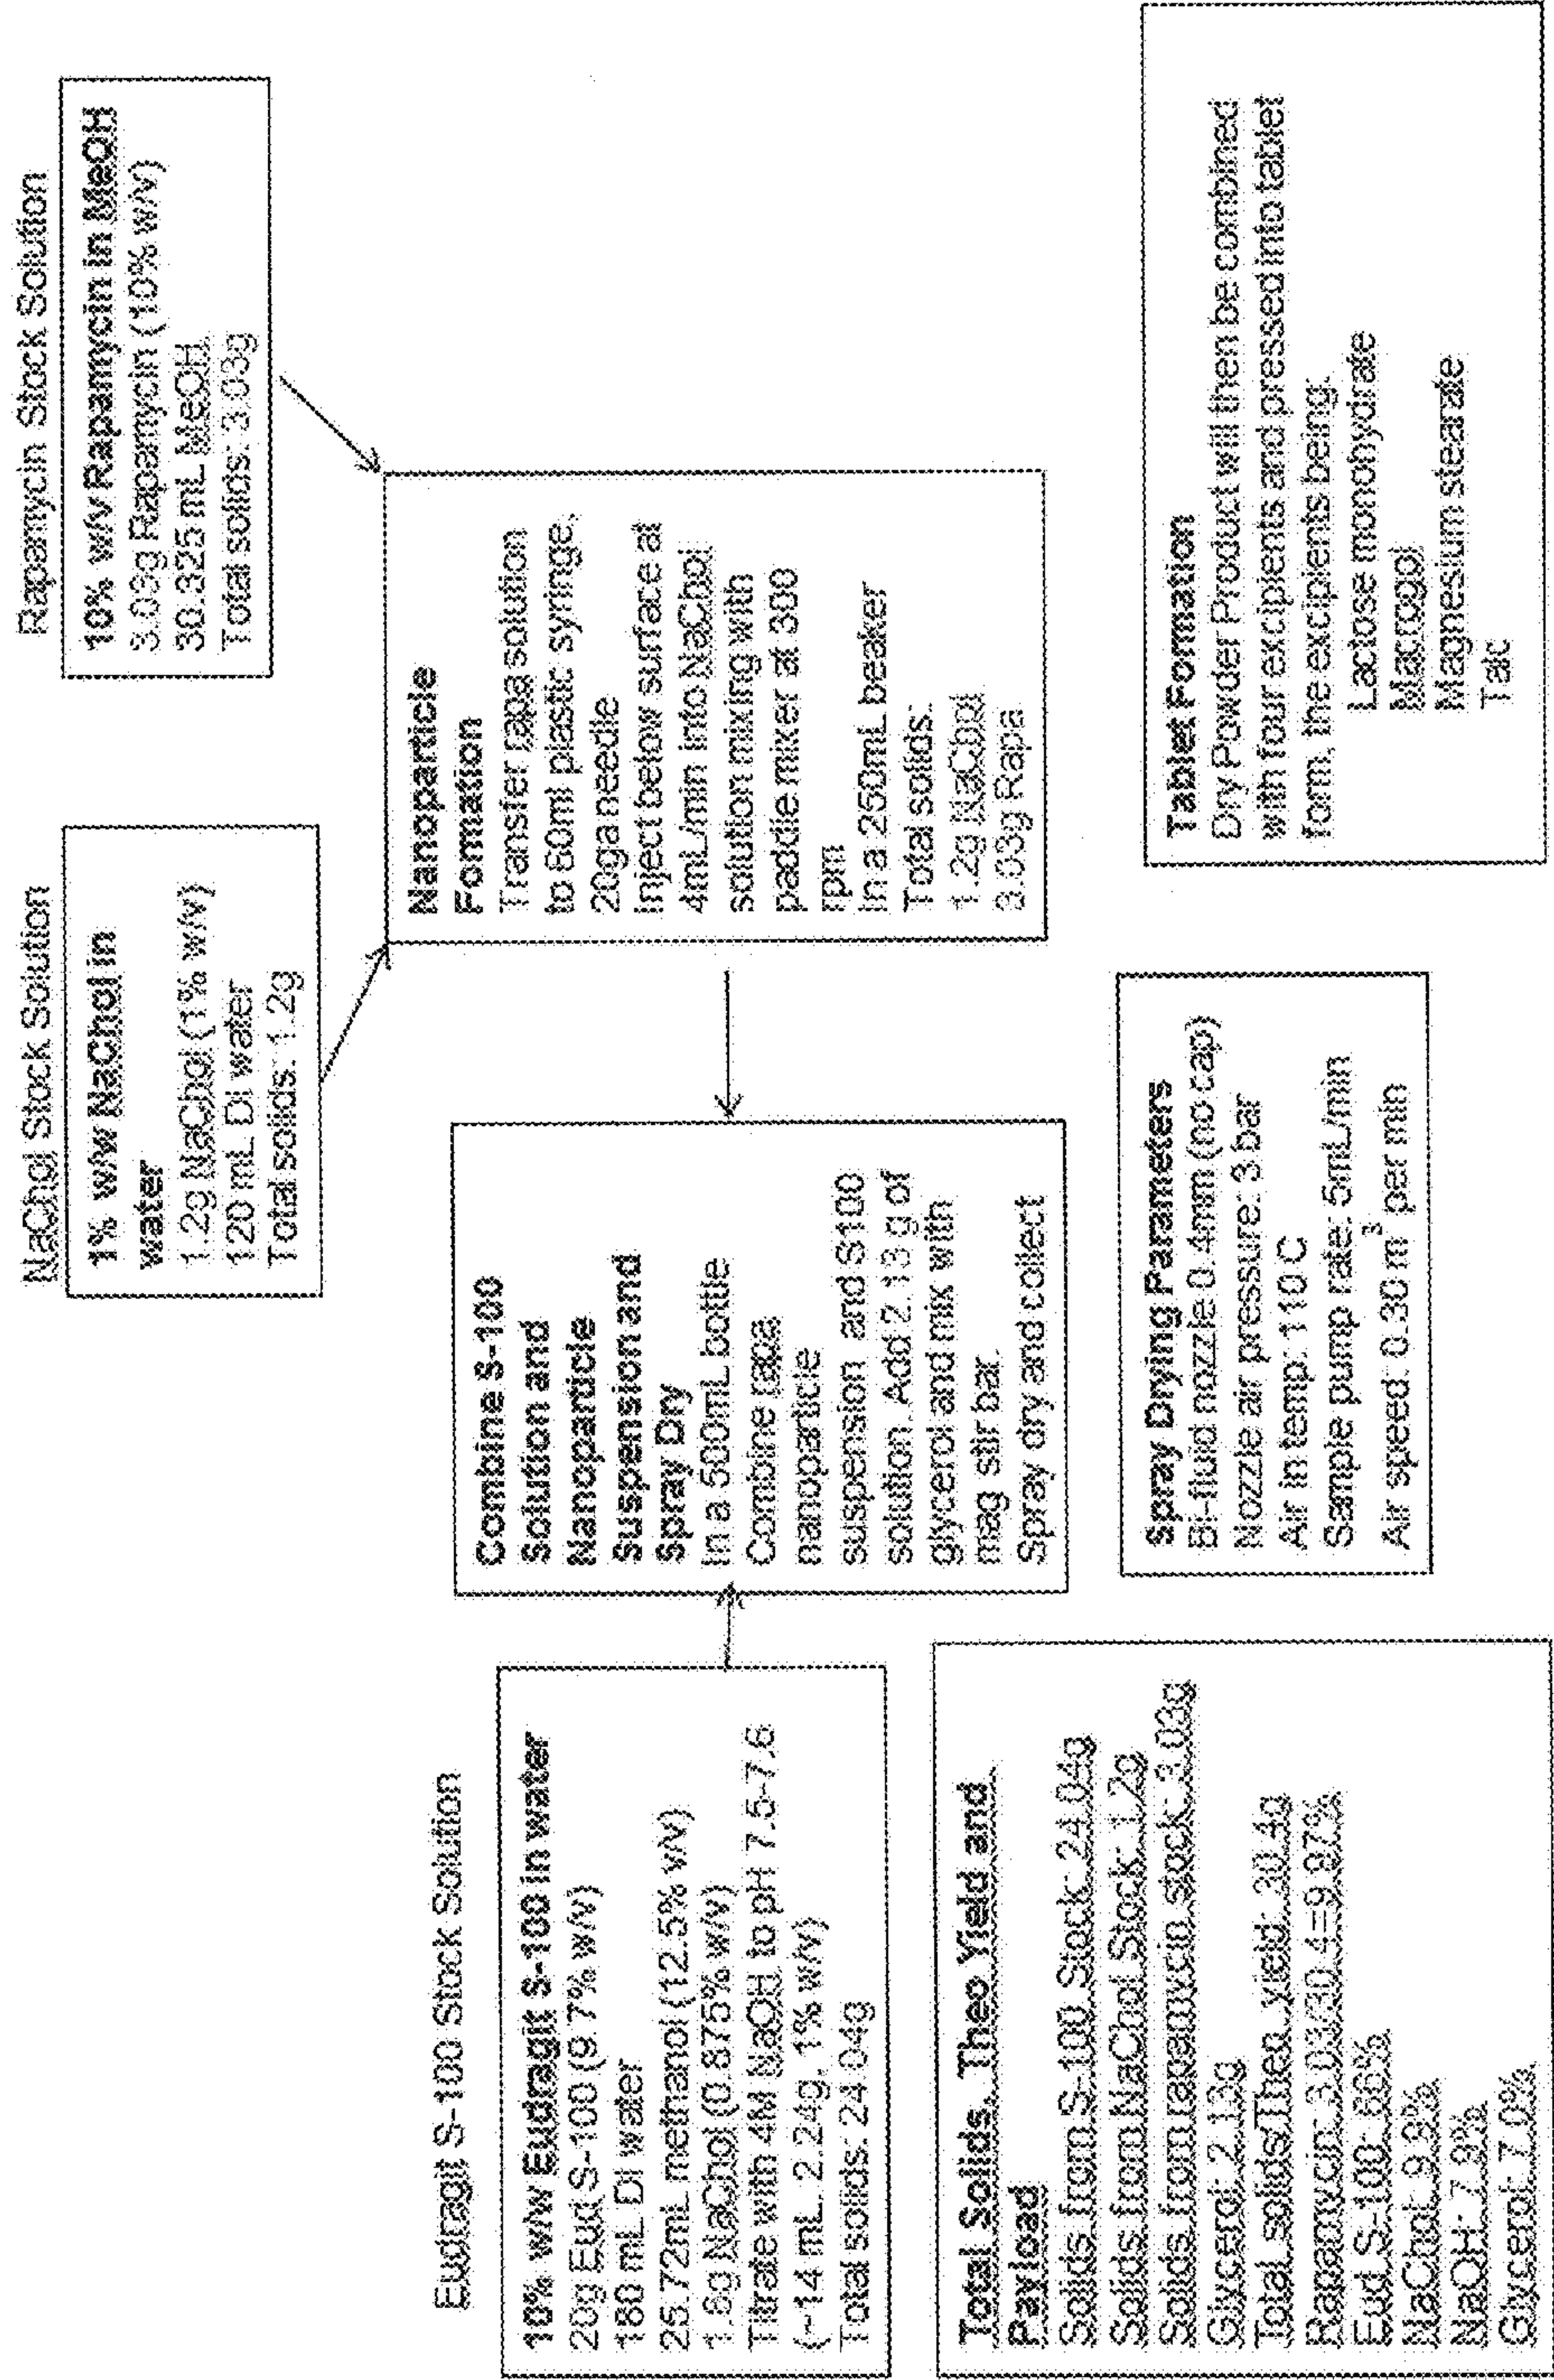 Eudragit S-100 Stock Solution
10% w/w Eudragit S-100 in water
20g Eud S-100 (9.7% w/v)
180 mL DI water
25.72mL methanol (12.5% v/v)
1.8g NaChol (0.875% w/v)
Titrate with 4M NaOH to pH 7.5-7.6
(~14 mL, 2.24g, 1% w/v)
Total solids: 24.04g
NaChol Stock Solution
1% w/w NaChol in
water
1.2g NaChol (1% w/v)
120 mL DI water
Total solids: 1.2g
Rapamycin Stock Solution
10% w/v Rapamycin in MeOH
3.03g Rapamycin (10% w/v)
30.325 mL MeOH
Total solids: 3.03g
Nanoparticle
Fomation
Transfer rapa solution
to 60ml plastic syringe,
20ga needle
Inject below surface at
4mL/min into NaChol
solution mixing with
paddle mixer at 300
rpm
In a 250mL beaker
Total solids:
1.2g NaChol
3.03g Rapa
Combine S-100
Solution and
Nanoparticle
Suspension and
Spray Dry
In a 500mL bottle
Combine rapa
nanoparticle
suspension and S100
solution. Add 2.13 g of
glycerol and mix with
mag stir bar.
Spray dry and collect
Total Solids, Theo Yield and
Payload
Solids from S-100 Stock: 24.04g
Solids from NaChol Stock: 1.2g
Solids from rapamycin stock: 3.03g
Glycerol: 2.13g
Total solids/Theo. yield: 30.4g
Rapamycin: 3.03/30.4=9.97%
Eud S-100: 66%
NaChol: 9.9%
NaOH: 7.9%
Glycerol: 7.0%
Spray Drying Parameters
Bi-fluid nozzle 0.4mm (no cap)
Nozzle air pressure: 3 bar
Air in temp: 110 C
Sample pump rate: 5mL/min
Air speed: 0.30 m³ per min
Tablet Formation
Dry Powder Product will then be combined
with four excipients and pressed into tablet
form, the excipients being:
Lactose monohydrate
Macrogol
Magnesium stearate
Talc